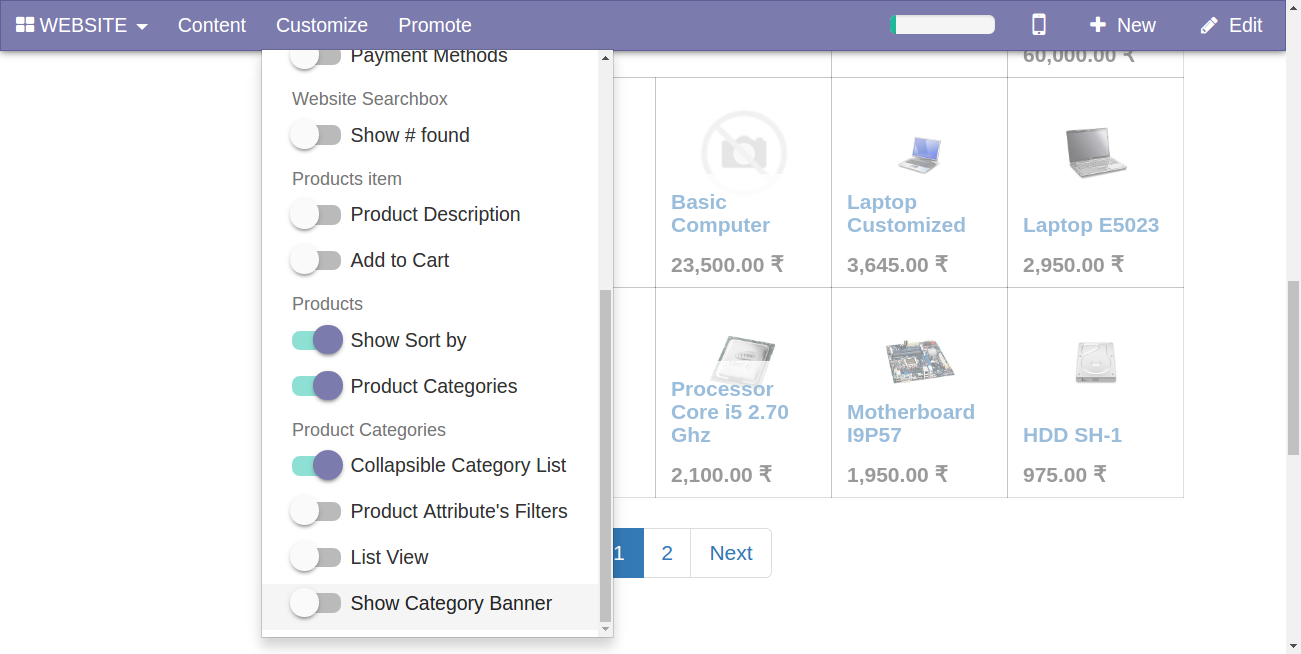 WEBSITE Content Customize Promote New Edit
Payment Methods
Website Searchbox
Show # found
Products item
Product Description
Add to Cart
Products
Show Sort by
Product Categories
Product Categories
Collapsible Category List
Product Attribute's Filters
List View
Show Category Banner
60,000.00 ₹
Basic
Computer
23,500.00 ₹
Laptop
Customized
3,645.00 ₹
Laptop E5023
2,950.00 ₹
Processor
Core i5 2.70
Ghz
2,100.00 ₹
Motherboard
I9P57
1,950.00 ₹
HDD SH-1
975.00 ₹
1 2 Next